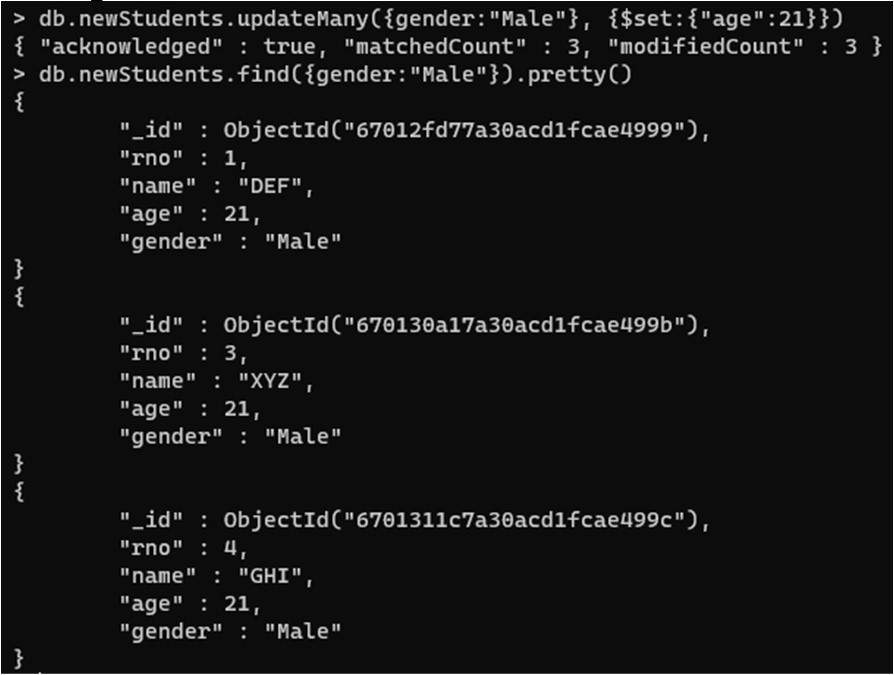 > db.newStudents.updateMany({gender:"Male"}, {$set:{"age":21}})
{ "acknowledged" : true, "matchedCount" : 3, "modifiedCount" : 3 }
> db.newStudents.find({gender:"Male"}).pretty()
{
        "_id" : ObjectId("67012fd77a30acd1fcae4999"),
        "rno" : 1,
        "name" : "DEF",
        "age" : 21,
        "gender" : "Male"
}
{
        "_id" : ObjectId("670130a17a30acd1fcae499b"),
        "rno" : 3,
        "name" : "XYZ",
        "age" : 21,
        "gender" : "Male"
}
{
        "_id" : ObjectId("6701311c7a30acd1fcae499c"),
        "rno" : 4,
        "name" : "GHI",
        "age" : 21,
        "gender" : "Male"
}